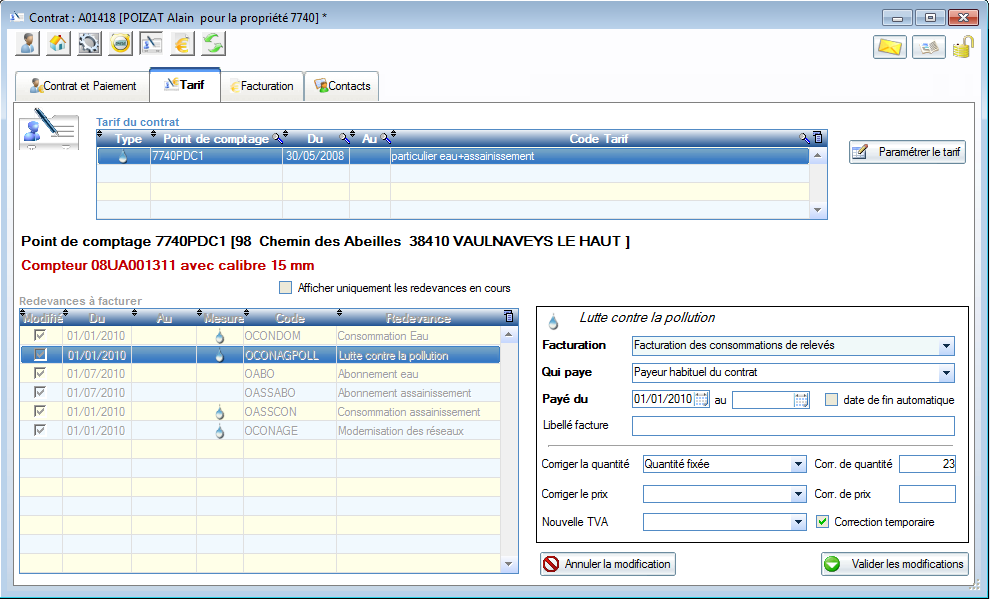 Contrat : A01418 [POIZAT Alain pour la propriété 7740] *
Contrat et Paiement Tarif Facturation Contacts
Tarif du contrat
Type Point de comptage Du Au Code Tarif
7740PDC1 30/05/2008 particulier eau+assainissement
Paramétrer le tarif
Point de comptage 7740PDC1 [98 Chemin des Abeilles 38410 VAULNAVEYS LE HAUT ]
Compteur 08UA001311 avec calibre 15 mm
Afficher uniquement les redevances en cours
Redevances à facturer
Modifié Du Au Mesure Code Redevance
01/01/2010 OCONDOM Consommation Eau
01/01/2010 OCONAGPOLL Lutte contre la pollution
01/07/2010 OABO Abonnement eau
01/07/2010 OASSABO Abonnement assainissement
01/01/2010 OASSCON Consommation assainissement
01/01/2010 OCONAGE Modernisation des réseaux
Lutte contre la pollution
Facturation Facturation des consommations de relevés
Qui paye Payeur habituel du contrat
Payé du 01/01/2010 au date de fin automatique
Libellé facture
Corriger la quantité Quantité fixée Corr. de quantité 23
Corriger le prix Corr. de prix
Nouvelle TVA Correction temporaire
Annuler la modification Valider les modifications